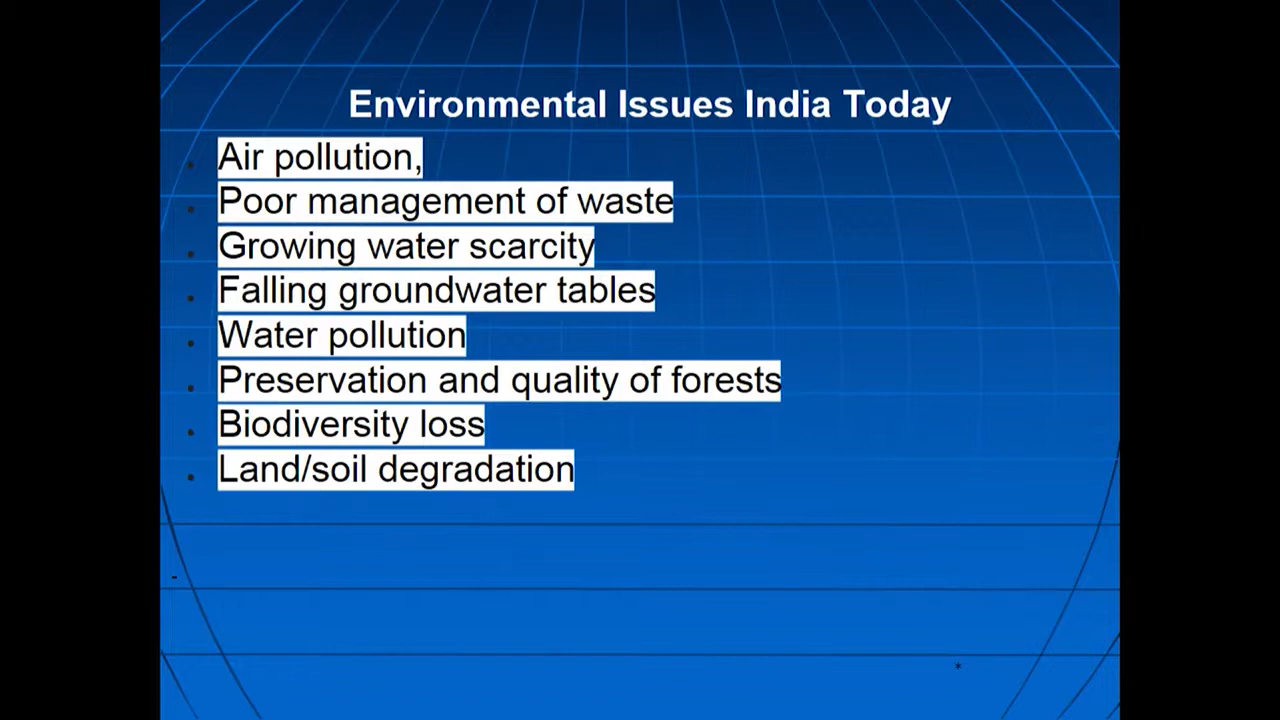 Environmental Issues India Today
Air pollution,
Poor management of waste
Growing water scarcity
Falling groundwater tables
Water pollution
Preservation and quality of forests
Biodiversity loss
Land/soil degradation
-
*